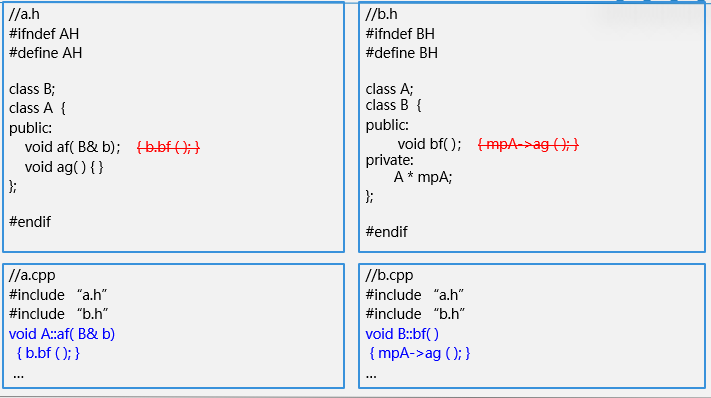 //a.h
#ifndef AH
#define AH
class B;
class A {
public:
void af( B& b); { b.bf ( ); }
void ag( ) { }
};
#endif
//b.h
#ifndef BH
#define BH
class A;
class B {
public:
void bf( ); { mpA->ag ( ); }
private:
A * mpA;
};
#endif
//a.cpp
#include “a.h”
#include “b.h”
void A::af( B& b)
{ b.bf ( ); }
...
//b.cpp
#include “a.h”
#include “b.h”
void B::bf( )
{ mpA->ag ( ); }
...